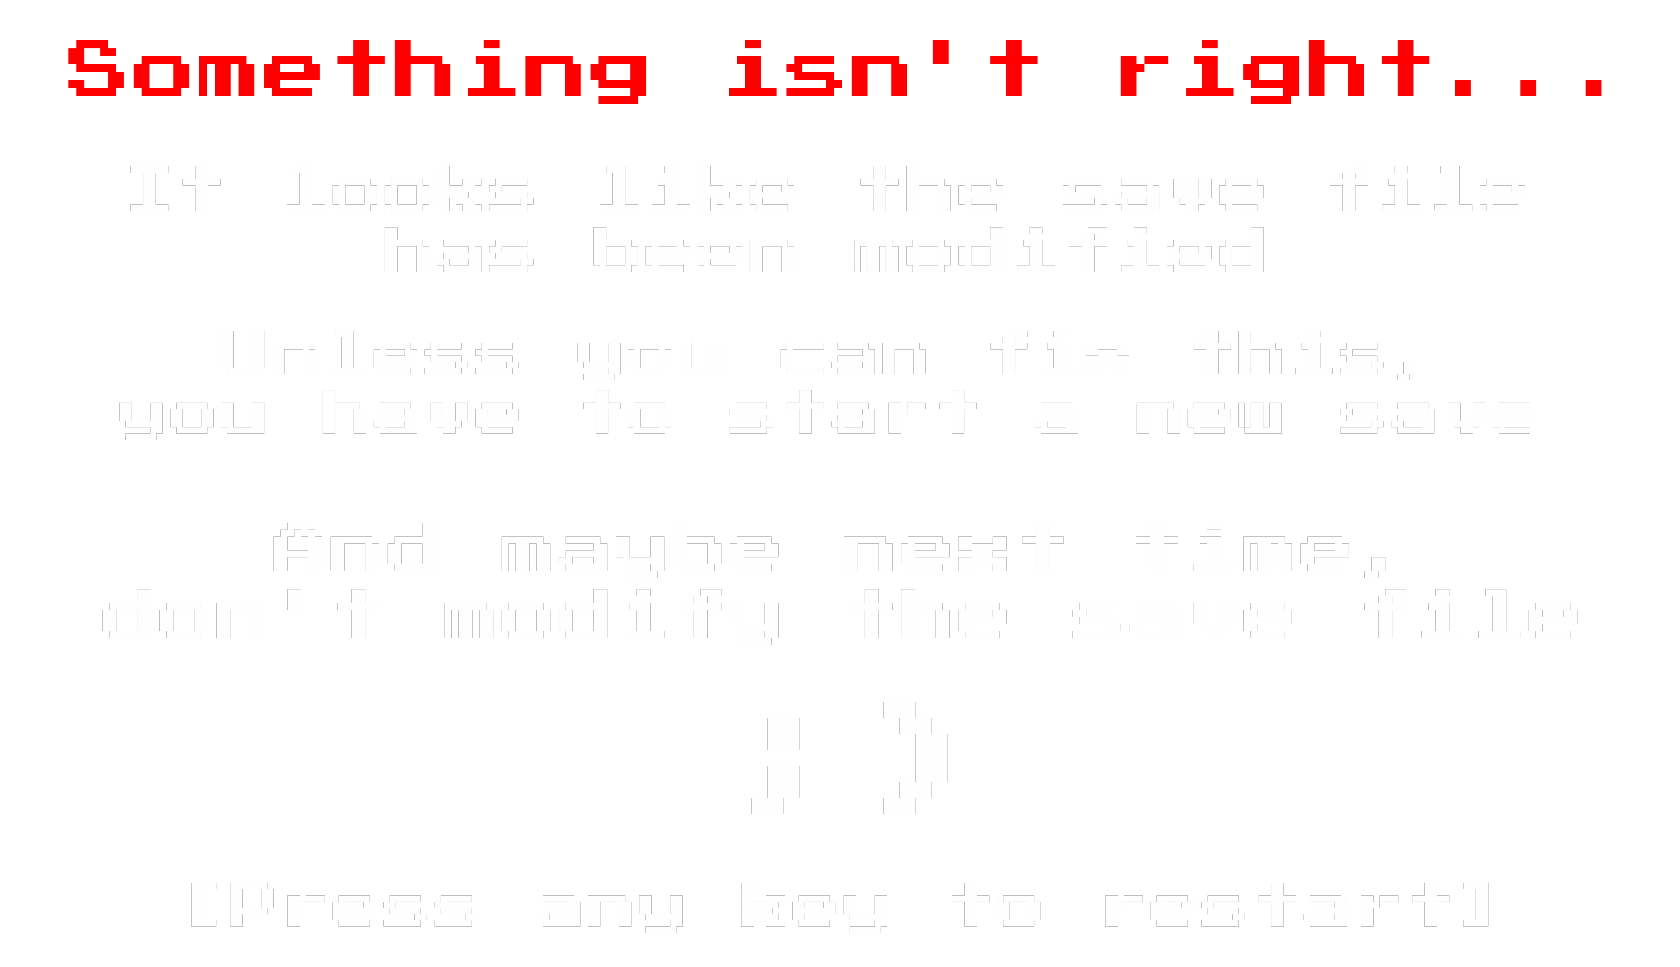 Something isn't right...
It looks like the save file
has been modified
Unless you can fix this,
you have to start a new save
And maybe next time,
don't modify the save file
;)
[Press any key to restart]